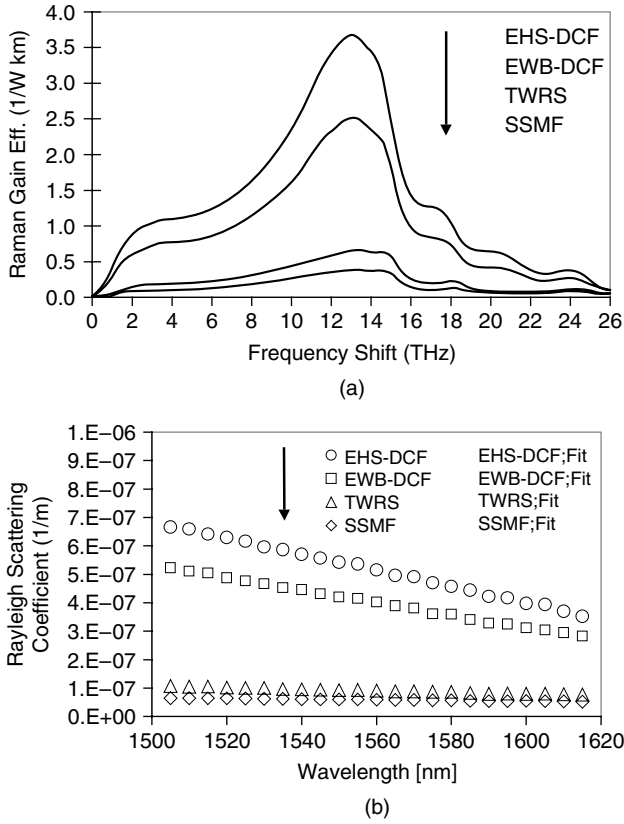 4.0
3.5
3.0
2.5
2.0
1.5
1.0
0.5
0.0
Raman Gain Eff. (1/W km)
EHS-DCF
EWB-DCF
TWRS
SSMF
0 2 4 6 8 10 12 14 16 18 20 22 24 26
Frequency Shift (THz)
(a)
1.E−06
9.E−07
8.E−07
7.E−07
6.E−07
5.E−07
4.E−07
3.E−07
2.E−07
1.E−07
0.E+00
Rayleigh Scattering
Coefficient (1/m)
EHS-DCF EHS-DCF;Fit
EWB-DCF EWB-DCF;Fit
TWRS TWRS;Fit
SSMF SSMF;Fit
1500 1520 1540 1560 1580 1600 1620
Wavelength [nm]
(b)